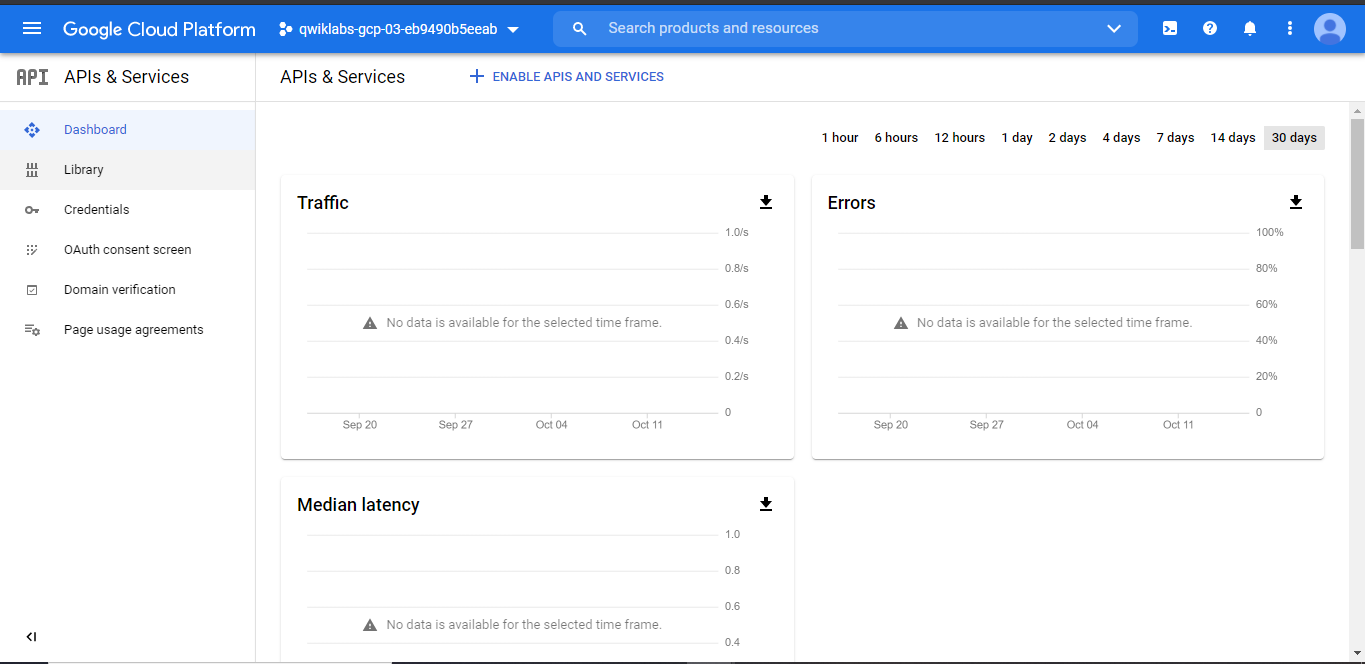 Google Cloud Platform qwiklabs-gcp-03-eb9490b5eeab Search products and resources
API APIs & Services
APIs & Services ENABLE APIS AND SERVICES
Dashboard
Library
Credentials
OAuth consent screen
Domain verification
Page usage agreements
1 hour 6 hours 12 hours 1 day 2 days 4 days 7 days 14 days 30 days
Traffic
1.0/s
0.8/s
0.6/s
No data is available for the selected time frame.
0.4/s
0.2/s
0
Sep 20 Sep 27 Oct 04 Oct 11
Errors
100%
80%
60%
No data is available for the selected time frame.
40%
20%
0
Sep 20 Sep 27 Oct 04 Oct 11
Median latency
1.0
0.8
0.6
No data is available for the selected time frame.
0.4